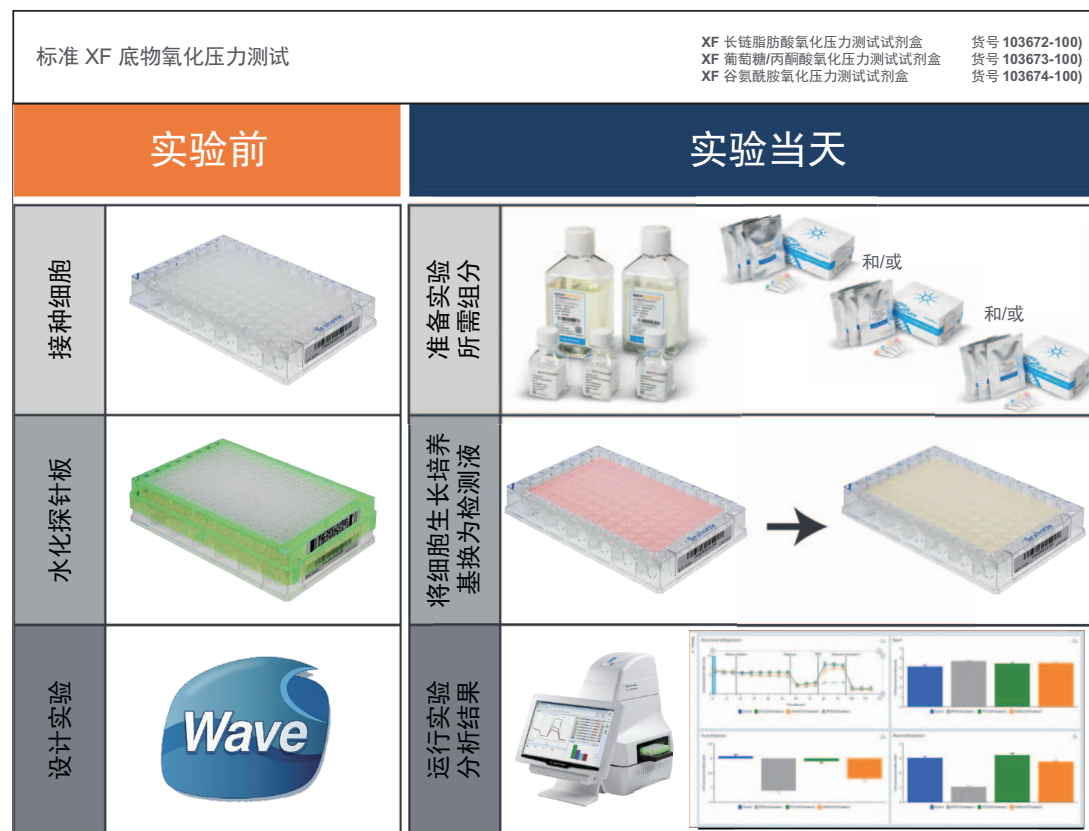 标准 XF 底物氧化压力测试
XF 长链脂肪酸氧化压力测试试剂盒 货号 103672-100)
XF 葡萄糖/丙酮酸氧化压力测试试剂盒 货号 103673-100)
XF 谷氨酰胺氧化压力测试试剂盒 货号 103674-100)
实验前
实验当天
接种细胞
准备实验
所需组分
和/或
和/或
水化探针板
将细胞生长培养
基换为检测液
设计实验
Wave
运行实验
分析结果